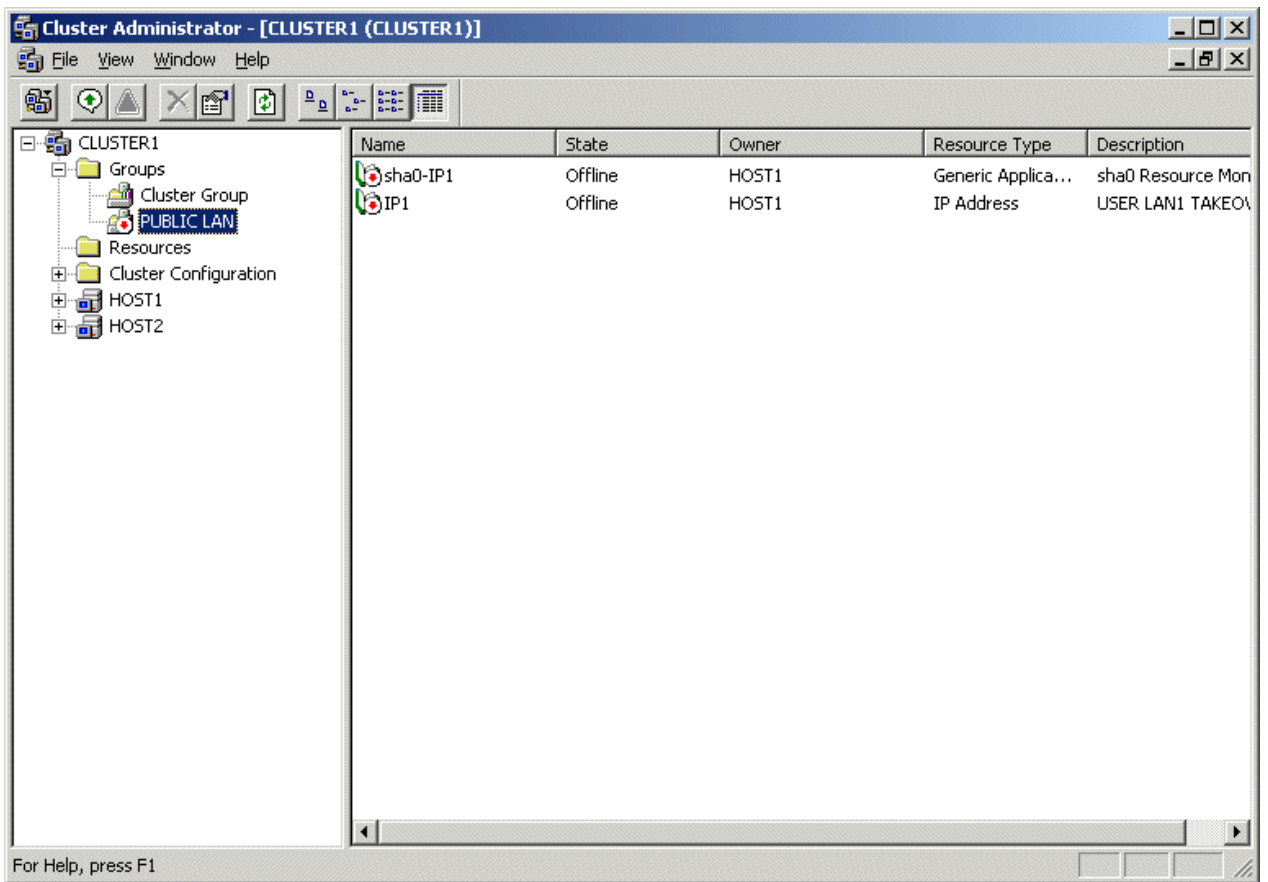 Cluster Administrator - [CLUSTER1 (CLUSTER1)]
File View Window Help
CLUSTER1
Groups
Cluster Group
PUBLIC LAN
Resources
Cluster Configuration
HOST1
HOST2
Name State Owner Resource Type Description
sha0-IP1 Offline HOST1 Generic Applica... sha0 Resource Mon
IP1 Offline HOST1 IP Address USER LAN1 TAKEOV
For Help, press F1